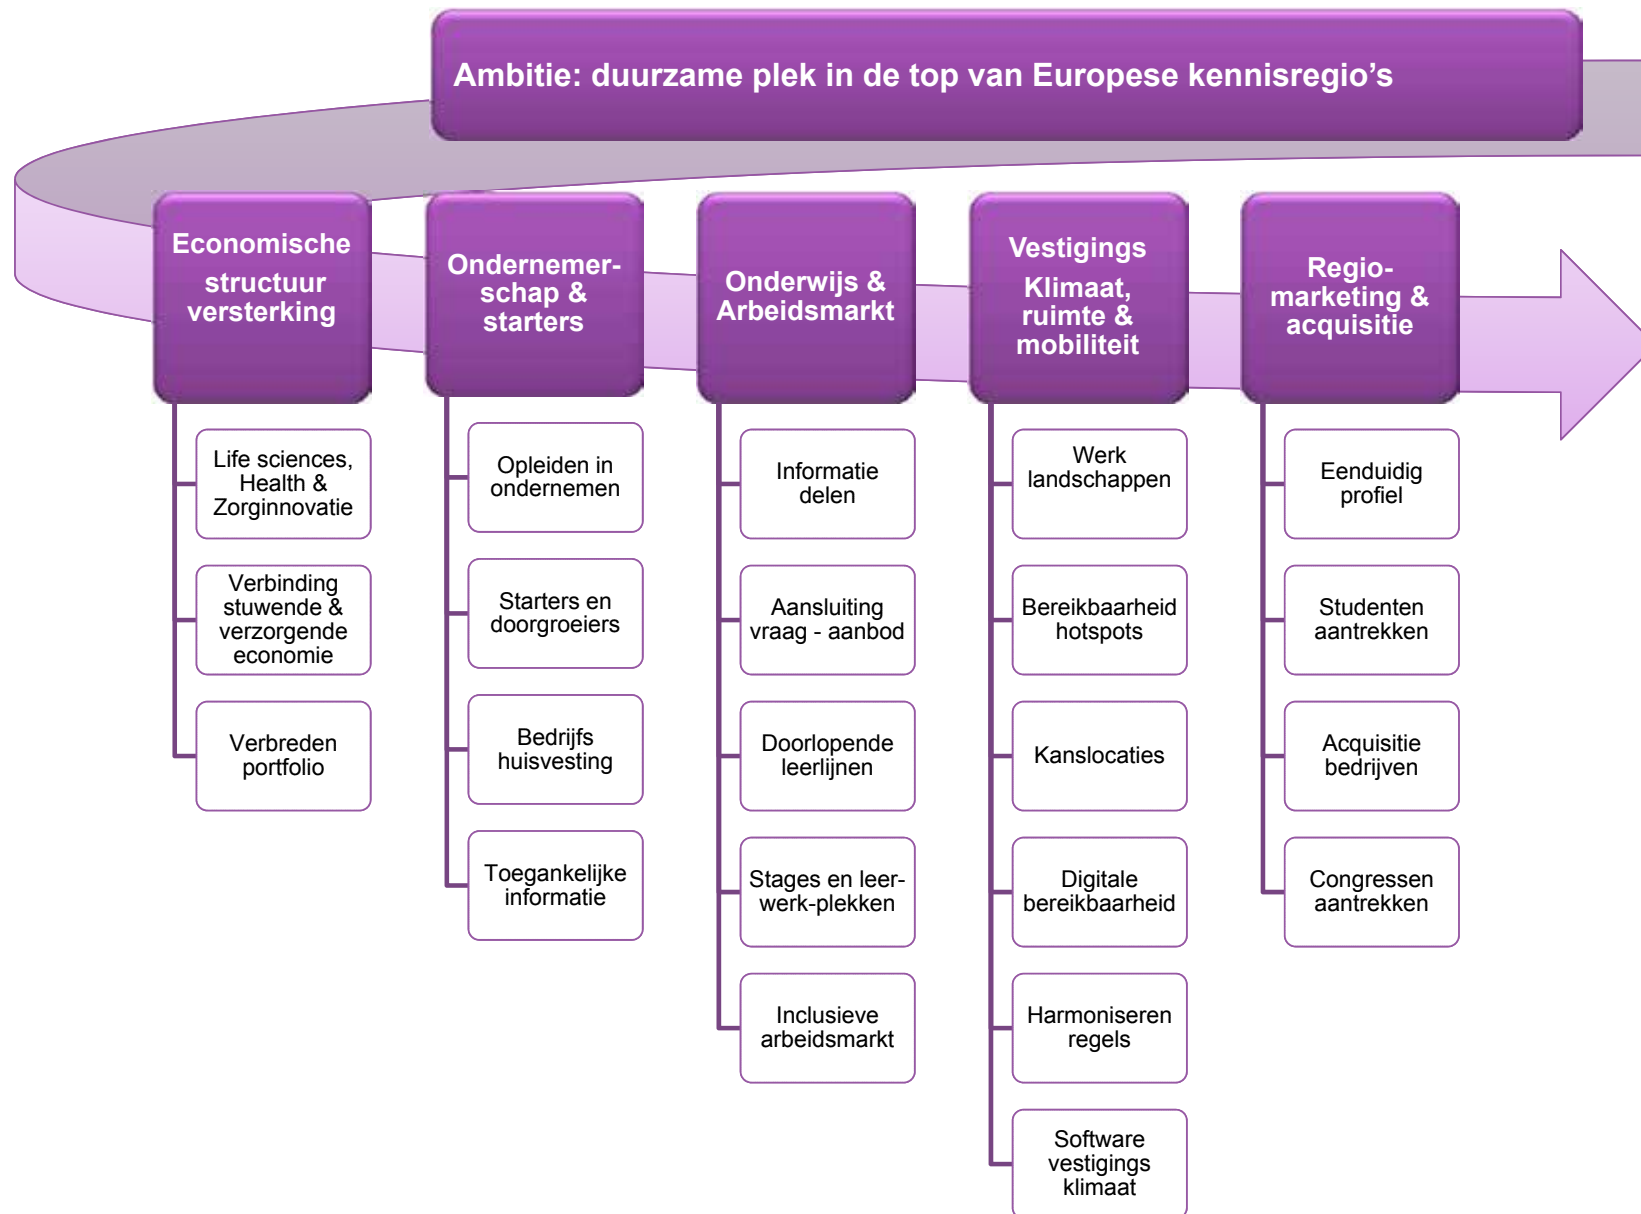 Ambitie: duurzame plek in de top van Europese kennisregio’s
Economische
structuur
versterking
Life sciences,
Health &
Zorginnovatie
Verbinding
stuwende &
verzorgende
economie
Verbreden
portfolio
Ondernemer-
schap &
starters
Opleiden in
ondernemen
Starters en
doorgroeiers
Bedrijfs
huisvesting
Toegankelijke
informatie
Onderwijs &
Arbeidsmarkt
Informatie
delen
Aansluiting
vraag - aanbod
Doorlopende
leerlijnen
Stages en leer-
werk-plekken
Inclusieve
arbeidsmarkt
Vestigings
Klimaat,
ruimte &
mobiliteit
Werk
landschappen
Bereikbaarheid
hotspots
Kanslocaties
Digitale
bereikbaarheid
Harmoniseren
regels
Software
vestigings
klimaat
Regio-
marketing &
acquisitie
Eenduidig
profiel
Studenten
aantrekken
Acquisitie
bedrijven
Congressen
aantrekken